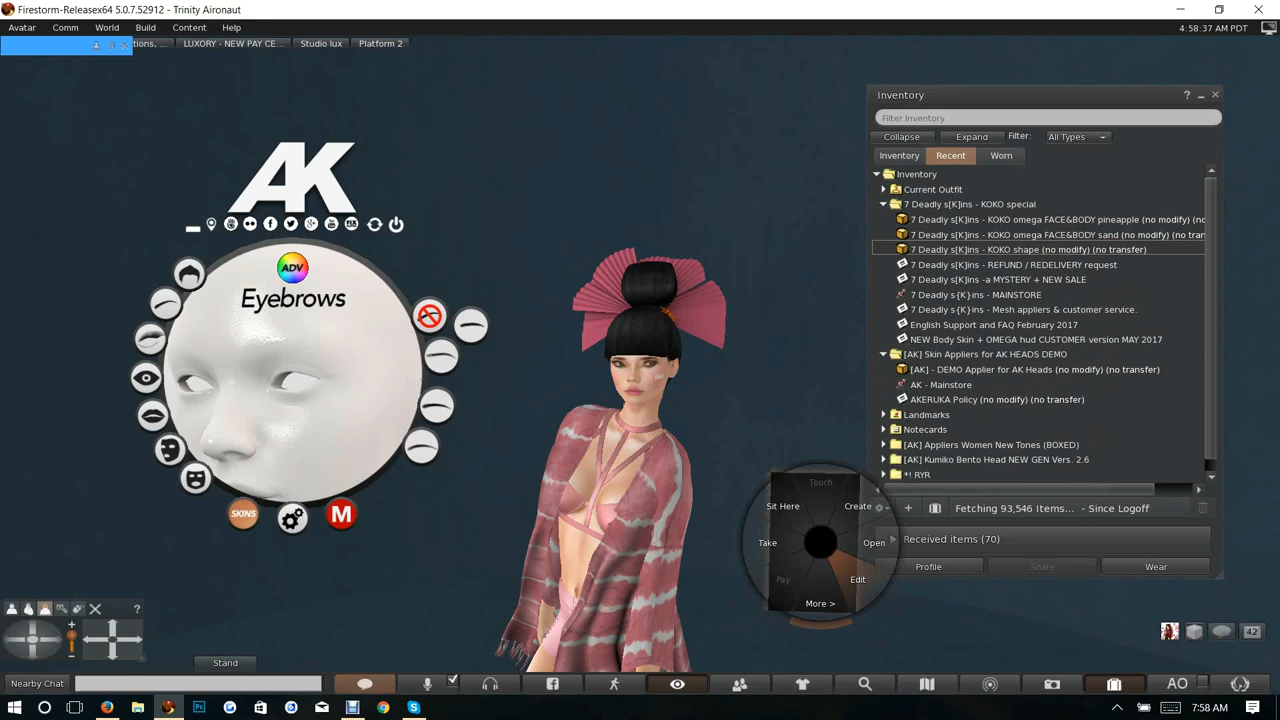 Firestorm-Releasex64 5.0.7.52912 - Trinity Aironaut
Avatar Comm World Build Content Help
4:58:37 AM PDT
tions, ... LUXORY - NEW PAY CE... Studio lux Platform 2
Inventory
Filter Inventory
Collapse Expand Filter: All Types
Inventory Recent Worn
Inventory
Current Outfit
7 Deadly s[K]ins - KOKO special
7 Deadly s[K]ins - KOKO omega FACE&BODY pineapple (no modify) (no
7 Deadly s[K]ins - KOKO omega FACE&BODY sand (no modify) (no tran
7 Deadly s[K]ins - KOKO shape (no modify) (no transfer)
7 Deadly s[K]ins - REFUND / REDELIVERY request
7 Deadly s[K]ins -a MYSTERY + NEW SALE
7 Deadly s{K}ins - MAINSTORE
7 Deadly s{K}ins - Mesh appliers & customer service.
English Support and FAQ February 2017
NEW Body Skin + OMEGA hud CUSTOMER version MAY 2017
[AK] Skin Appliers for AK HEADS DEMO
[AK] - DEMO Applier for AK Heads (no modify) (no transfer)
AK - Mainstore
AKERUKA Policy (no modify) (no transfer)
Landmarks
Notecards
[AK] Appliers Women New Tones (BOXED)
[AK] Kumiko Bento Head NEW GEN Vers. 2.6
*! RYR
Fetching 93,546 Items... - Since Logoff
Received items (70)
Profile Share Wear
AK
ADV
Eyebrows
SKINS
M
Touch
Sit Here Create
Take Open
Pay Edit
More >
42
Stand
Nearby Chat
AO
7:58 AM